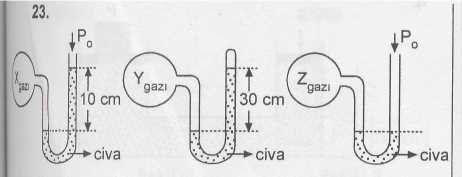 23.
P₀
X gazı
10 cm
civa
Y gazı
30 cm
civa
P₀
Z gazı
civa